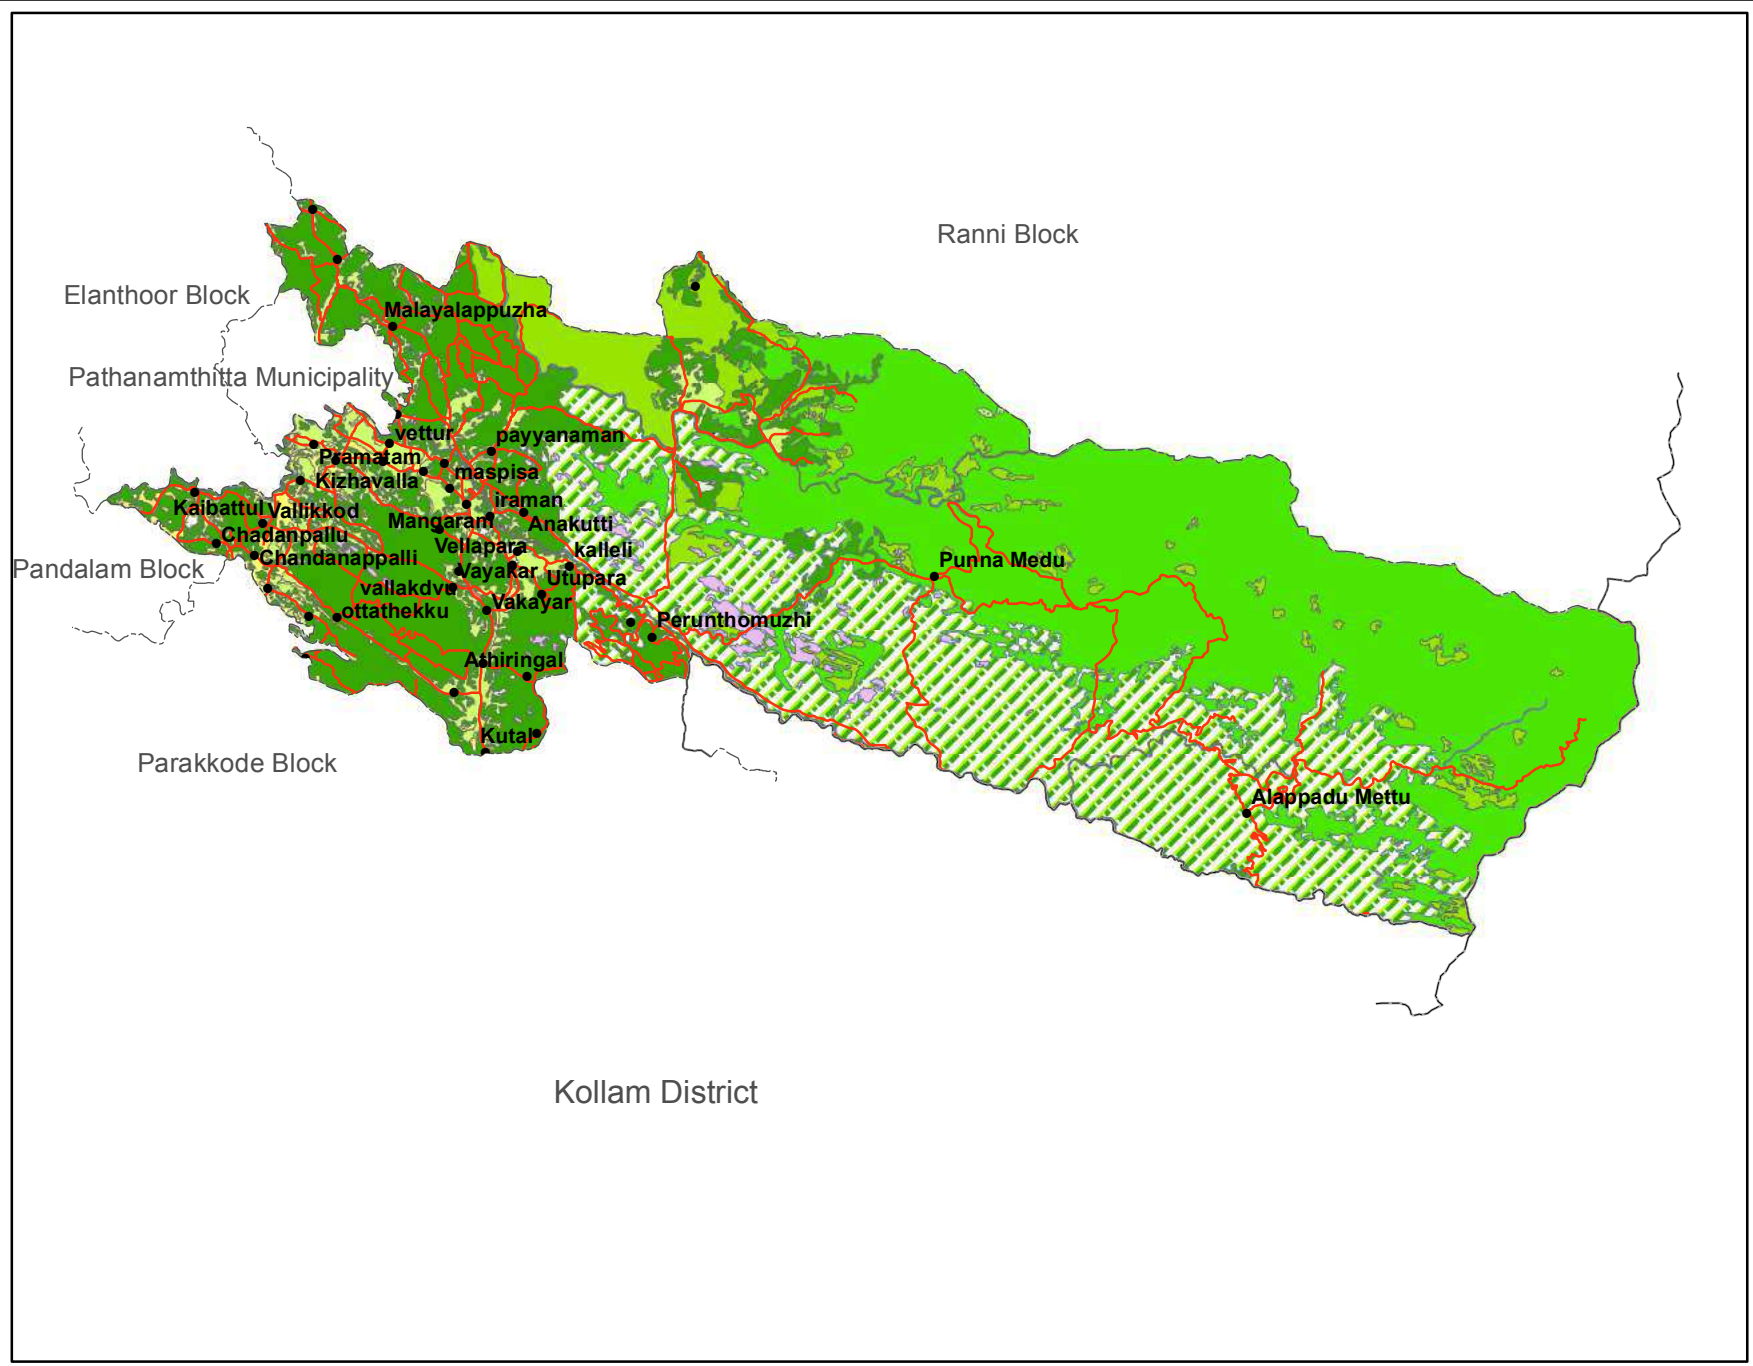 Ranni Block
Elanthoor Block
Malayalappuzha
Pathanamthitta Municipality
vettur
payyanaman
Pramatam
maspisa
Kizhavalla
iraman
Kaibattul
Vallikkod
Mangaram
Anakutti
Chadanpallu
Vellapara
kalleli
Chandanappalli
Punna Medu
Pandalam Block
Vayakar
Utupara
vallakdvu
Vakayar
ottathekku
Perunthomuzhi
Athiringal
Kutal
Parakkode Block
Alappadu Mettu
Kollam District